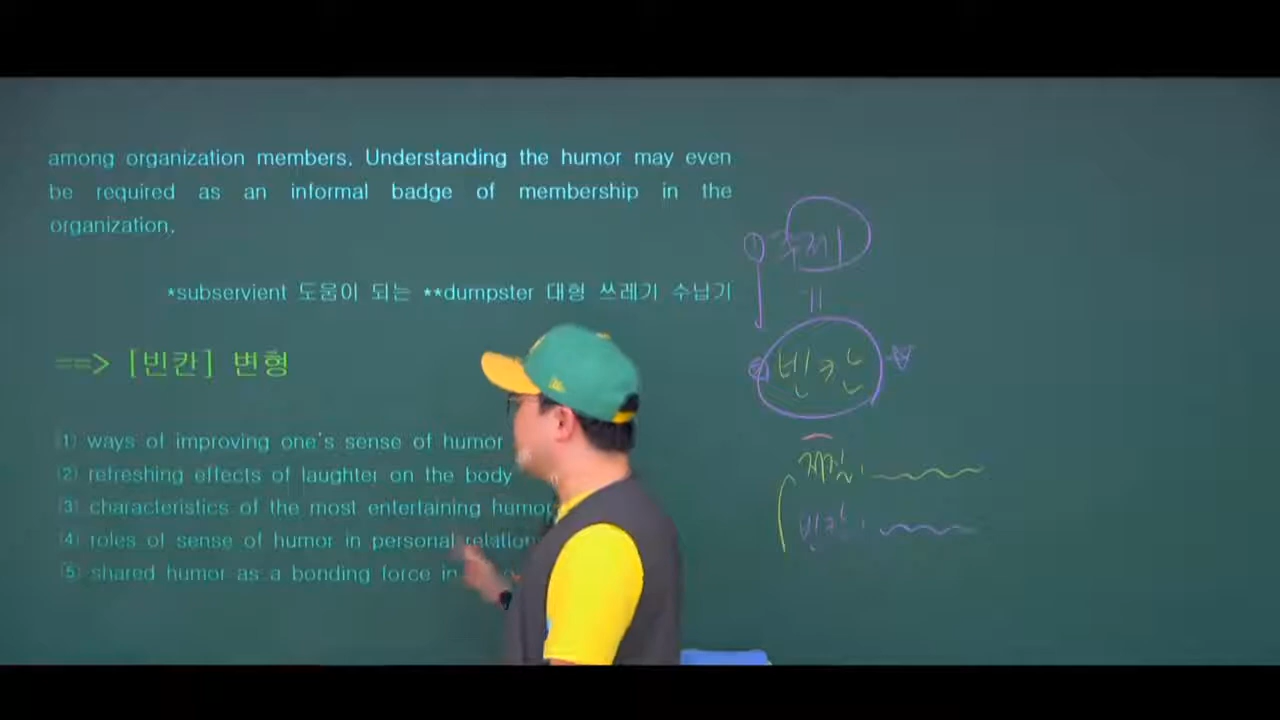 among organization members. Understanding the humor may even
be required as an informal badge of membership in the
organization.
*subservient 도움이 되는 **dumpster 대형 쓰레기 수납기
==> [빈칸] 변형
(1) ways of improving one's sense of humor
(2) refreshing effects of laughter on the body
(3) characteristics of the most entertaining humor
(4) roles of sense of humor in personal
(5) shared humor as a bonding force in
① 주제
② 빈칸
빈칸: